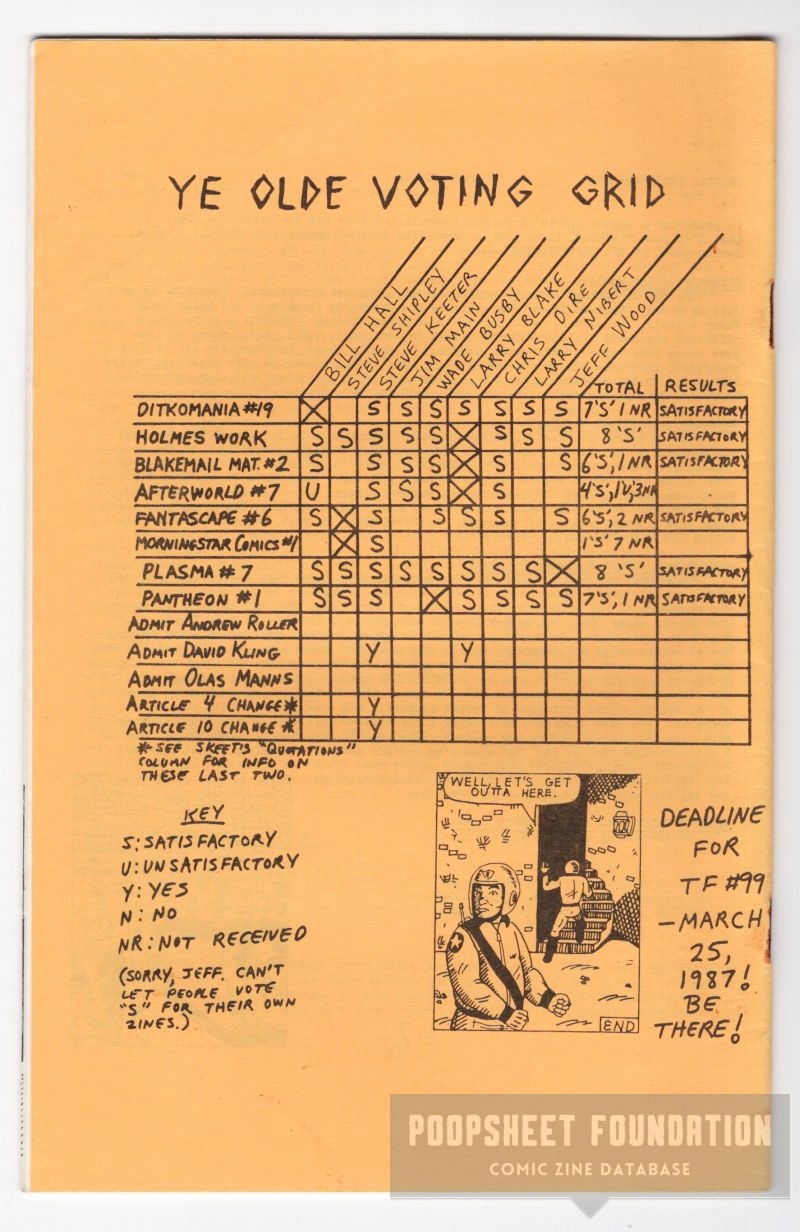 YE OLDE VOTING GRID
BILL HALL
STEVE SHIPLEY
STEVE KEETER
JIM MAIN
WADE BUSBY
LARRY BLAKE
CHRIS DIRE
LARRY NIBERT
JEFF WOOD
TOTAL RESULTS
DITKOMANIA #19 X S S S S S S S 7 'S' 1 NR SATISFACTORY
HOLMES WORK S S S S S X S S S 8 'S' SATISFACTORY
BLAKEMAIL MAT. #2 S S S S X S S 6 'S', 1 NR SATISFACTORY
AFTERWORLD #7 U S S S X S 4 'S', 1 U, 3 NR
FANTASCAPE #6 S X S S S S S 6 'S', 2 NR SATISFACTORY
MORNINGSTAR COMICS #1 X S 1 'S' 7 NR
PLASMA #7 S S S S S S S S X 8 'S' SATISFACTORY
PANTHEON #1 S S S X S S S S 7 'S', 1 NR SATISFACTORY
ADMIT ANDREW ROLLER
ADMIT DAVID KLING Y Y
ADMIT OLAS MANNS
ARTICLE 4 CHANGE* Y
ARTICLE 10 CHANGE * Y
* SEE SKEET'S "QUOTATIONS"
COLUMN FOR INFO ON
THESE LAST TWO.
KEY
S: SATISFACTORY
U: UNSATISFACTORY
Y: YES
N: NO
NR: NOT RECEIVED
(SORRY, JEFF. CAN'T
LET PEOPLE VOTE
"S" FOR THEIR OWN
ZINES.)
WELL, LET'S GET
OUTTA HERE.
END
DEADLINE
FOR
TF #99
— MARCH
25,
1987!
BE
THERE!
POOPSHEET FOUNDATION
COMIC ZINE DATABASE